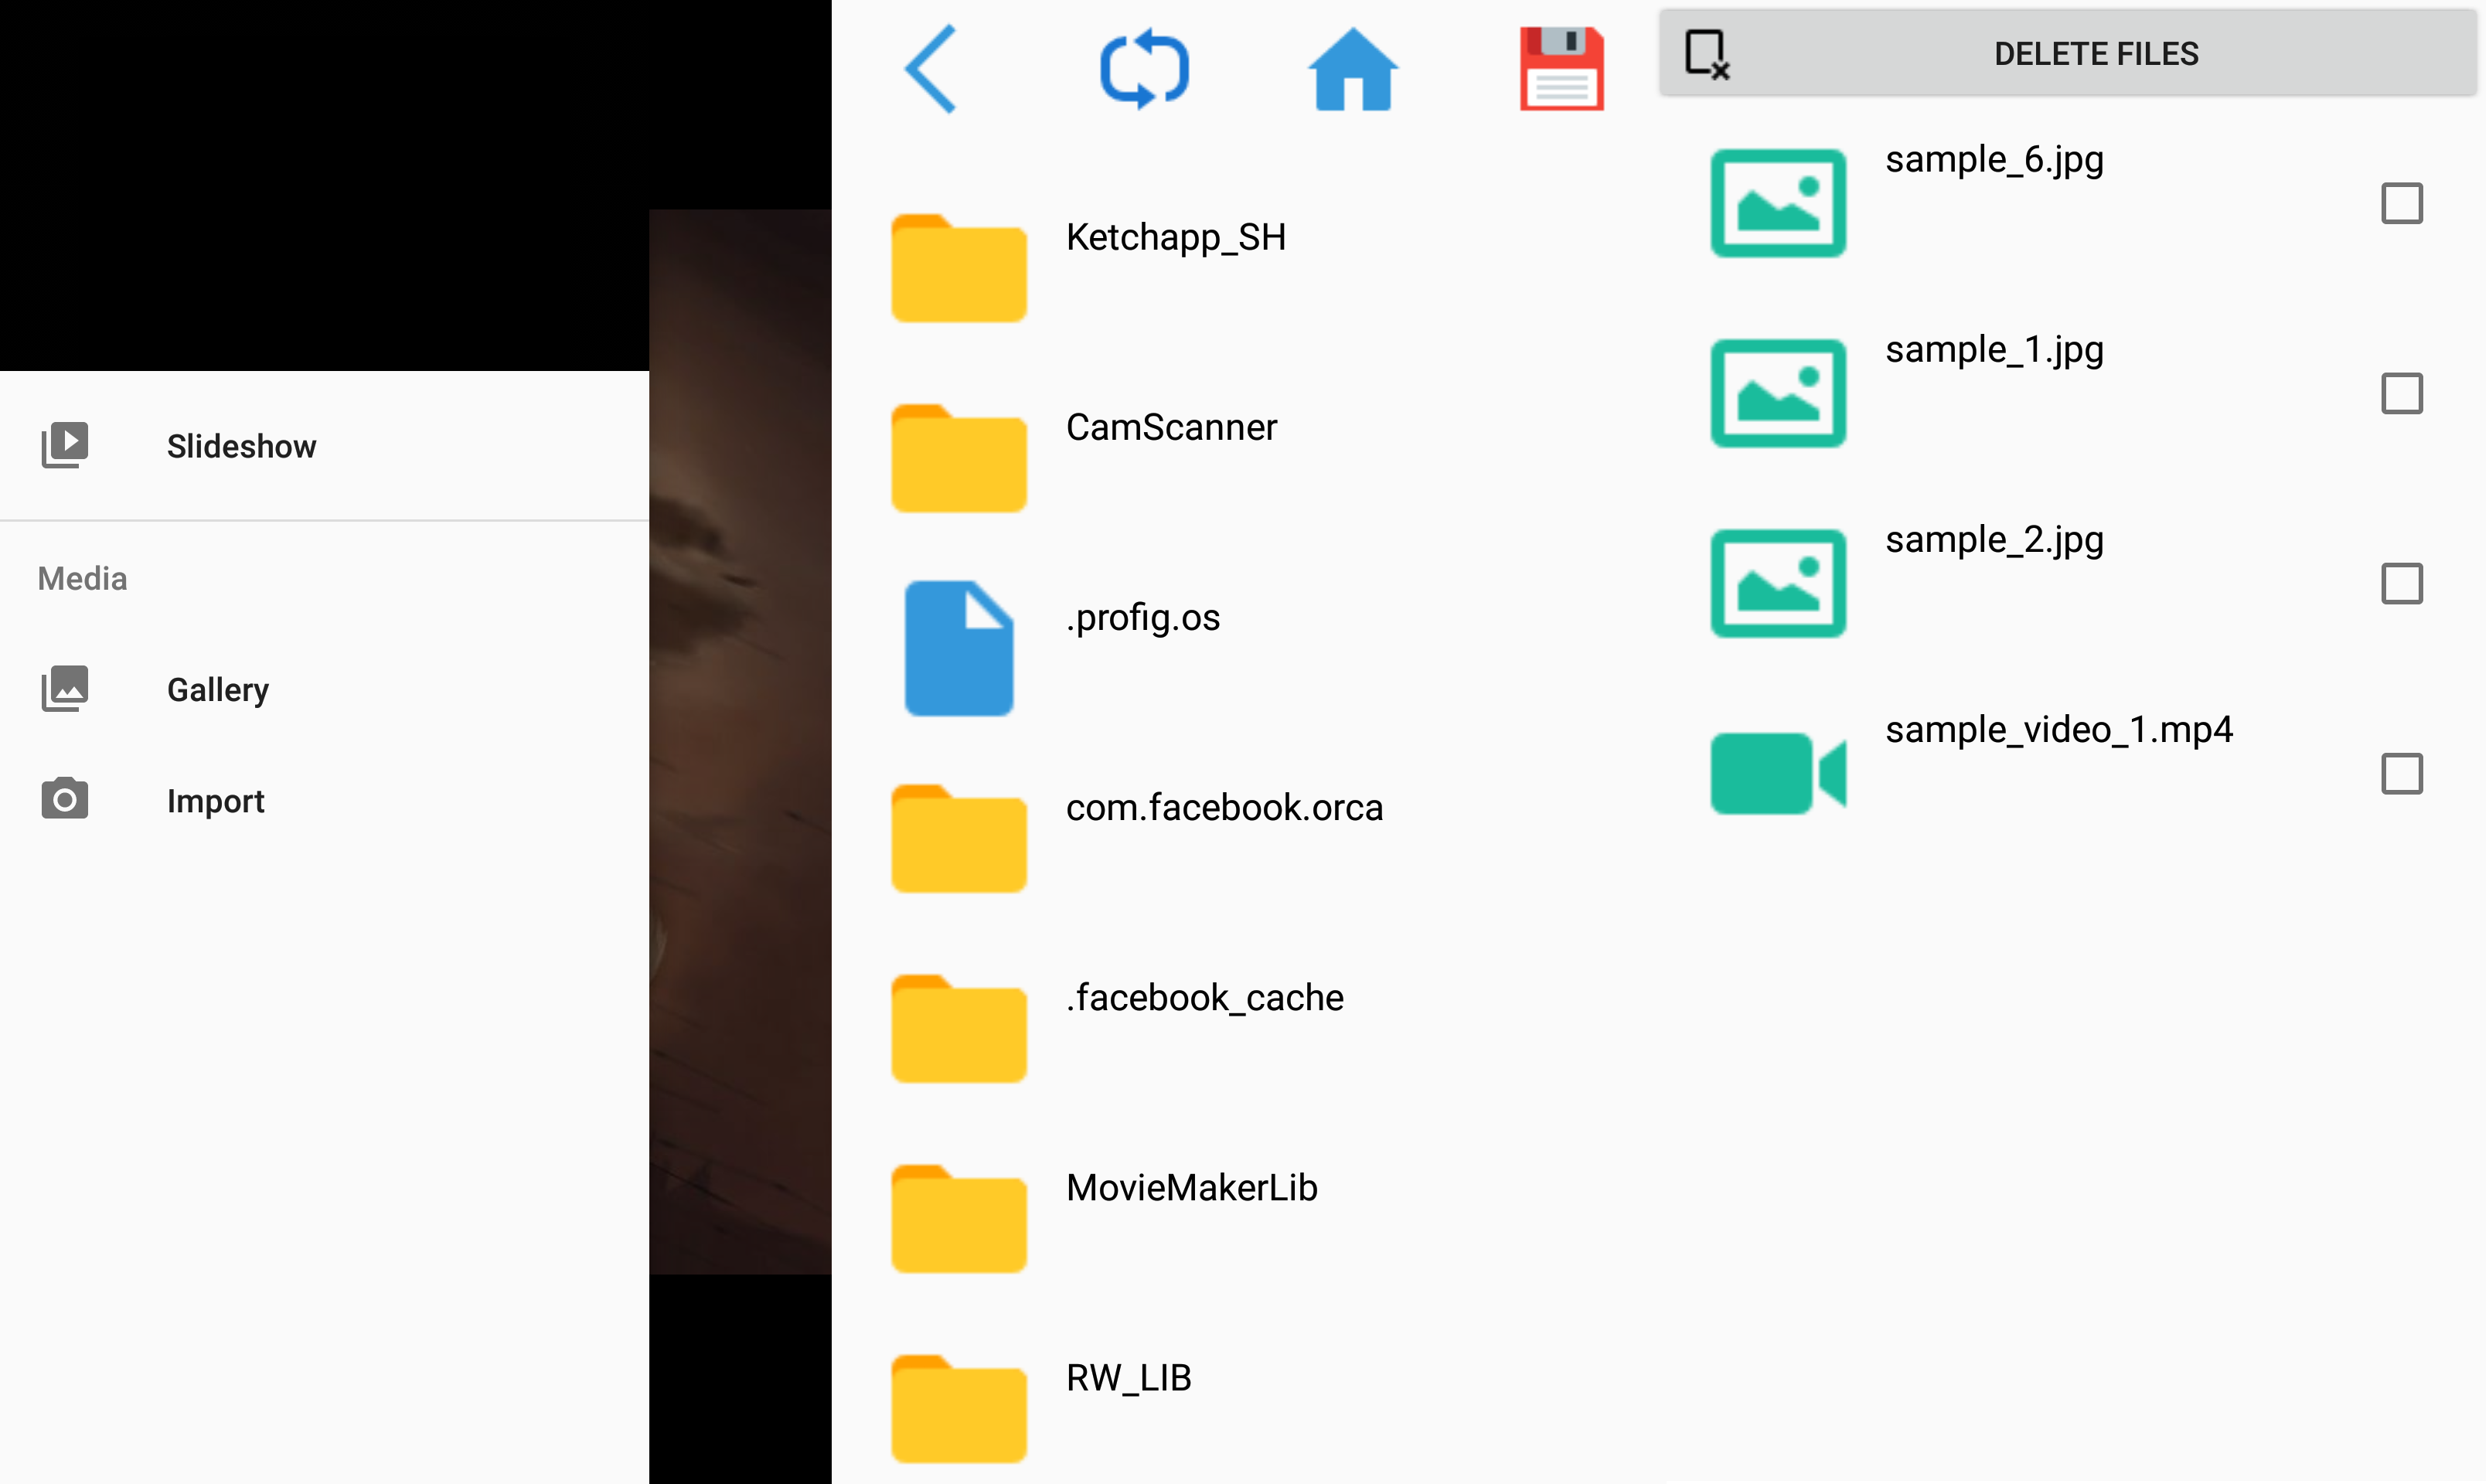 Slideshow
Media
Gallery
Import
Ketchapp_SH
CamScanner
.profig.os
com.facebook.orca
.facebook_cache
MovieMakerLib
RW_LIB
DELETE FILES
sample_6.jpg
sample_1.jpg
sample_2.jpg
sample_video_1.mp4